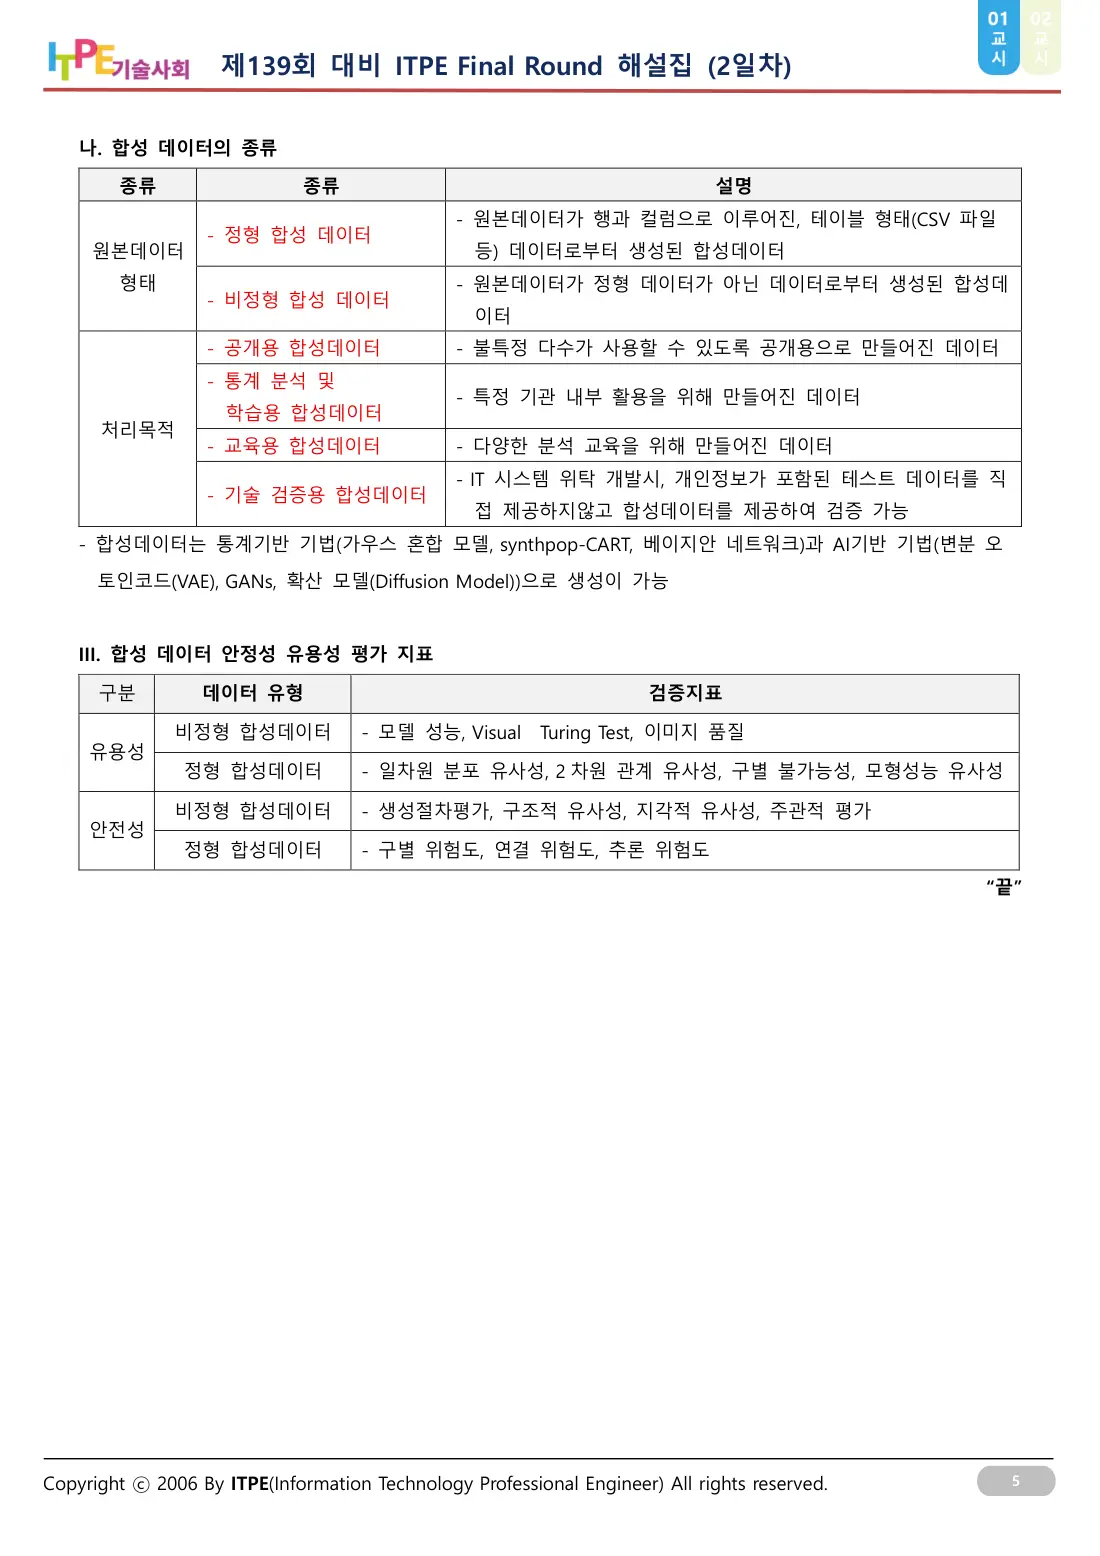 ITPE기술사회 제139회 대비 ITPE Final Round 해설집 (2일차)
01 교시
02 교시
나. 합성 데이터의 종류
종류 종류 설명
원본데이터 형태
- 정형 합성 데이터
- 원본데이터가 행과 컬럼으로 이루어진, 테이블 형태(CSV 파일
등) 데이터로부터 생성된 합성데이터
- 비정형 합성 데이터
- 원본데이터가 정형 데이터가 아닌 데이터로부터 생성된 합성데
이터
처리목적
- 공개용 합성데이터
- 불특정 다수가 사용할 수 있도록 공개용으로 만들어진 데이터
- 통계 분석 및
학습용 합성데이터
- 특정 기관 내부 활용을 위해 만들어진 데이터
- 교육용 합성데이터
- 다양한 분석 교육을 위해 만들어진 데이터
- 기술 검증용 합성데이터
- IT 시스템 위탁 개발시, 개인정보가 포함된 테스트 데이터를 직
접 제공하지않고 합성데이터를 제공하여 검증 가능
- 합성데이터는 통계기반 기법(가우스 혼합 모델, synthpop-CART, 베이지안 네트워크)과 AI기반 기법(변분 오
토인코드(VAE), GANs, 확산 모델(Diffusion Model))으로 생성이 가능
III. 합성 데이터 안정성 유용성 평가 지표
구분 데이터 유형 검증지표
유용성
비정형 합성데이터 - 모델 성능, Visual Turing Test, 이미지 품질
정형 합성데이터 - 일차원 분포 유사성, 2차원 관계 유사성, 구별 불가능성, 모형성능 유사성
안전성
비정형 합성데이터 - 생성절차평가, 구조적 유사성, 지각적 유사성, 주관적 평가
정형 합성데이터 - 구별 위험도, 연결 위험도, 추론 위험도
“끝”
Copyright ⓒ 2006 By ITPE(Information Technology Professional Engineer) All rights reserved.
5